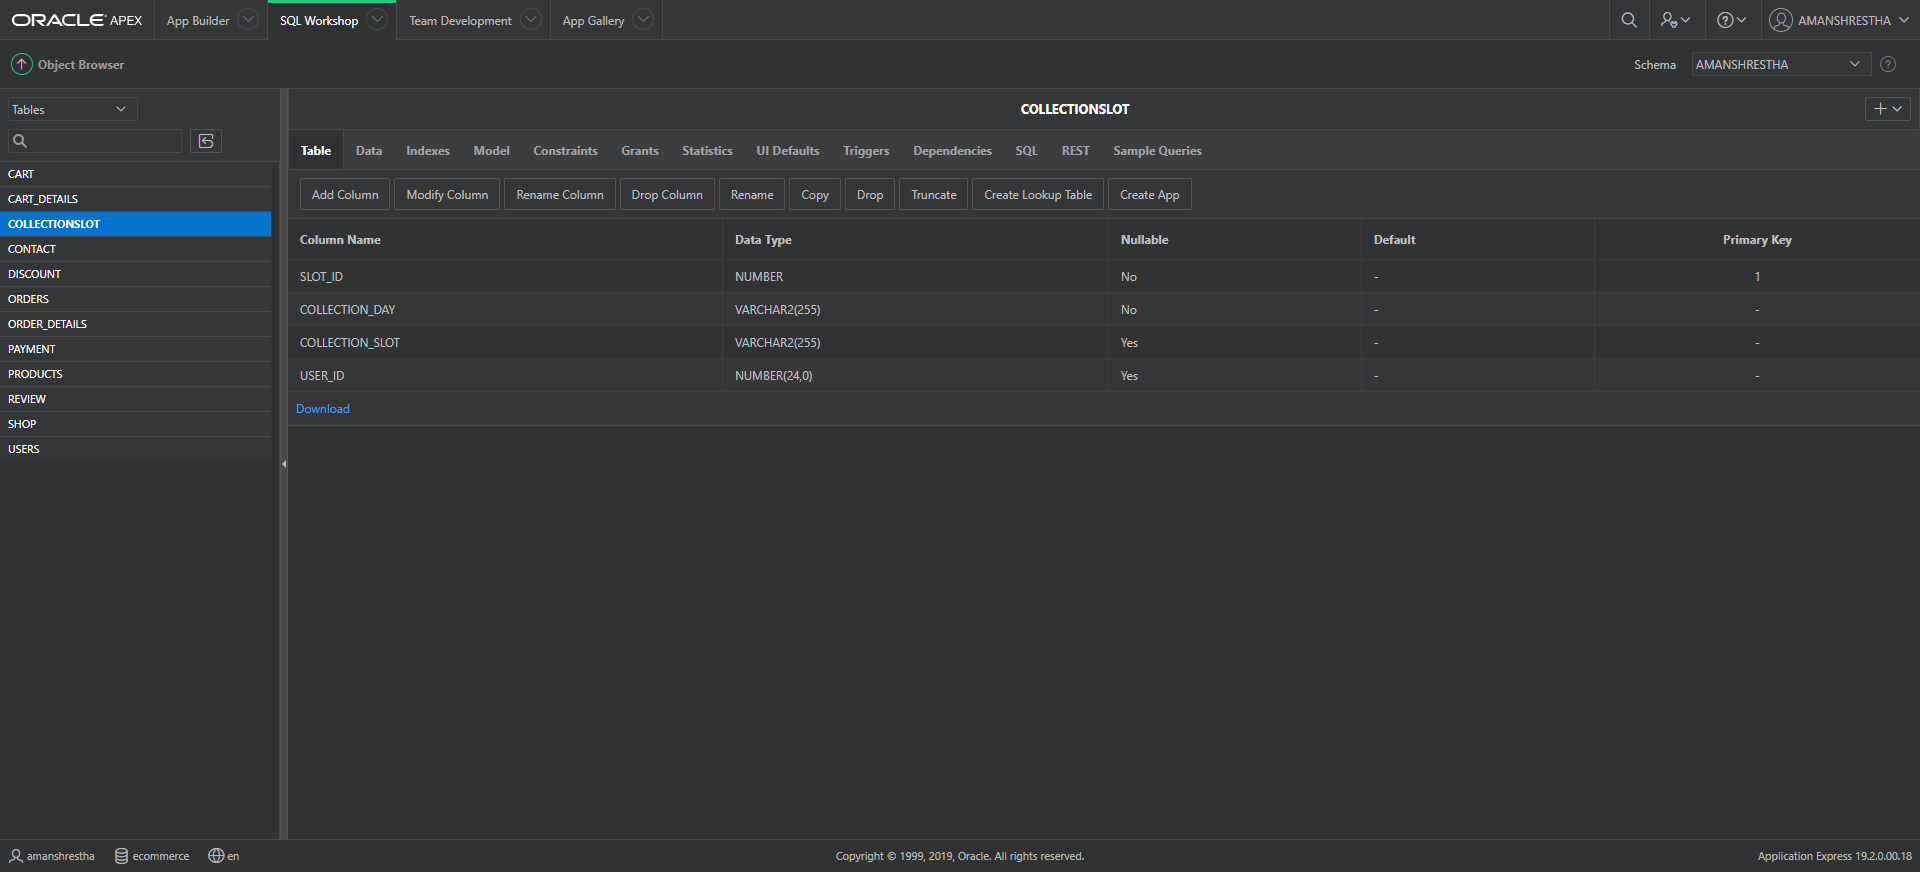 ORACLE APEX App Builder SQL Workshop Team Development App Gallery AMANSHRESTHA
Object Browser Schema AMANSHRESTHA
Tables
COLLECTIONSLOT
Table Data Indexes Model Constraints Grants Statistics UI Defaults Triggers Dependencies SQL REST Sample Queries
Add Column Modify Column Rename Column Drop Column Rename Copy Drop Truncate Create Lookup Table Create App
CART
CART_DETAILS
COLLECTIONSLOT
CONTACT
DISCOUNT
ORDERS
ORDER_DETAILS
PAYMENT
PRODUCTS
REVIEW
SHOP
USERS
Column Name Data Type Nullable Default Primary Key
SLOT_ID NUMBER No - 1
COLLECTION_DAY VARCHAR2(255) No - -
COLLECTION_SLOT VARCHAR2(255) Yes - -
USER_ID NUMBER(24,0) Yes - -
Download
amanshrestha ecommerce en Copyright © 1999, 2019, Oracle. All rights reserved. Application Express 19.2.0.00.18